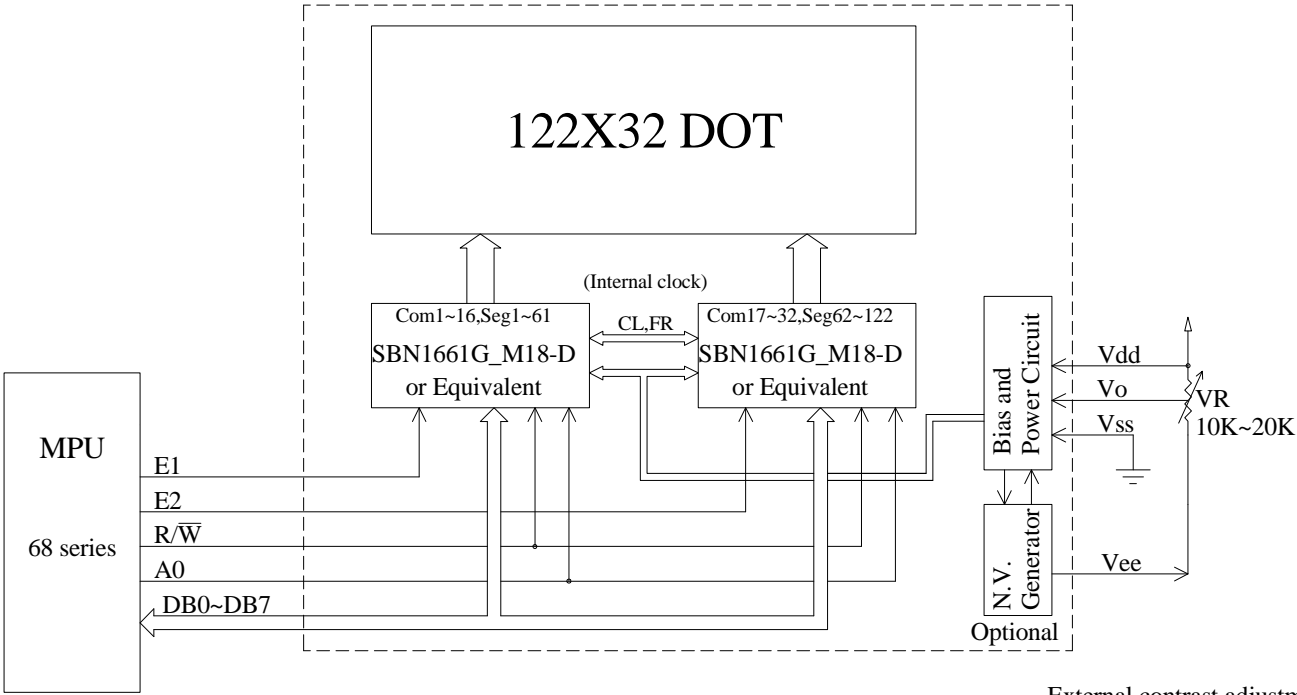 122X32 DOT
(Internal clock)
Com1~16,Seg1~61
SBN1661G_M18-D
or Equivalent
CL,FR
Com17~32,Seg62~122
SBN1661G_M18-D
or Equivalent
Bias and
Power Circuit
Vdd
Vo
Vss
VR
10K~20K
MPU
68 series
E1
E2
R/W̅
A0
DB0~DB7
N.V.
Generator
Optional
Vee
External contrast